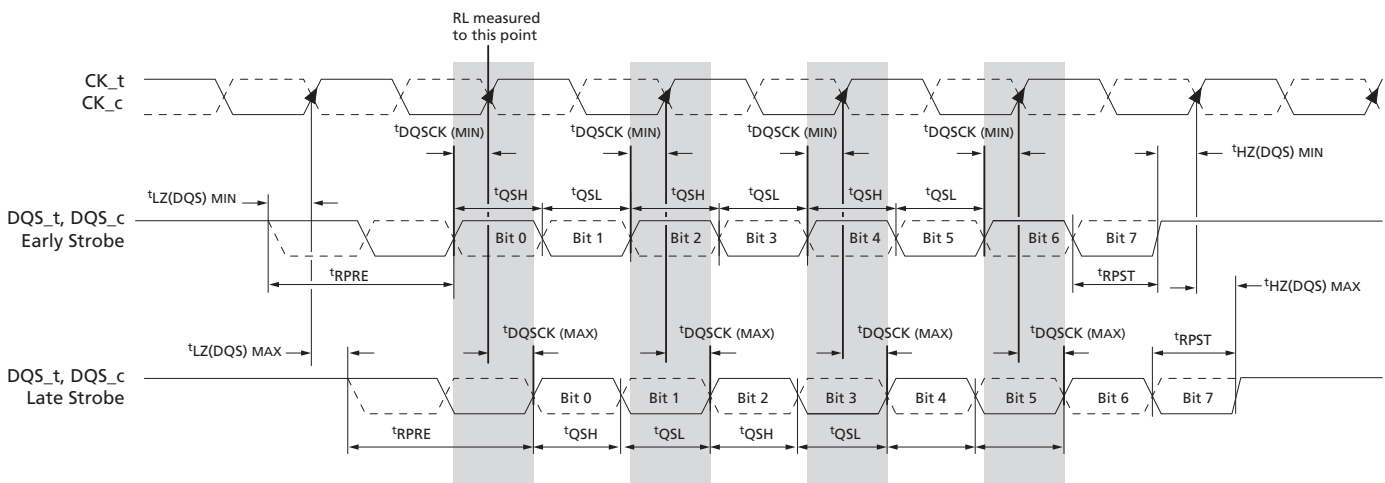 RL measured
to this point
CK_t
CK_c
tDQSCK (MIN) tDQSCK (MIN) tDQSCK (MIN) tDQSCK (MIN)
tHZ(DQS) MIN
tLZ(DQS) MIN
tQSH tQSL tQSH tQSL tQSH tQSL
DQS_t, DQS_c
Early Strobe
Bit 0 Bit 1 Bit 2 Bit 3 Bit 4 Bit 5 Bit 6 Bit 7
tRPRE
tRPST
tHZ(DQS) MAX
tLZ(DQS) MAX
tDQSCK (MAX) tDQSCK (MAX) tDQSCK (MAX) tDQSCK (MAX)
tRPST
DQS_t, DQS_c
Late Strobe
Bit 0 Bit 1 Bit 2 Bit 3 Bit 4 Bit 5 Bit 6 Bit 7
tRPRE
tQSH tQSL tQSH tQSL